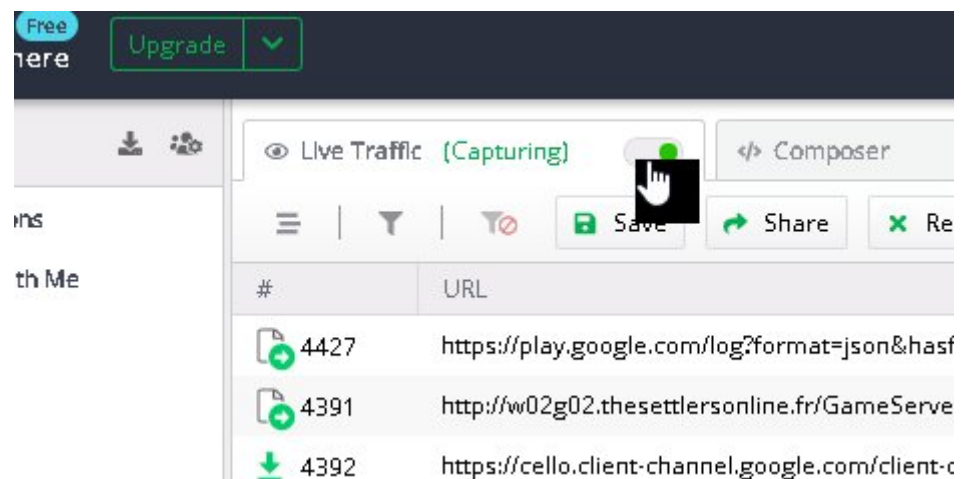 Free
here
Upgrade
Live Traffic (Capturing)
</> Composer
ons
Save
Share
Re
th Me
#
URL
4427
https://play.google.com/log?format=json&hasf
4391
http://w02g02.thesettlersonline.fr/GameServe
4392
https://cello.client-channel.google.com/client-c